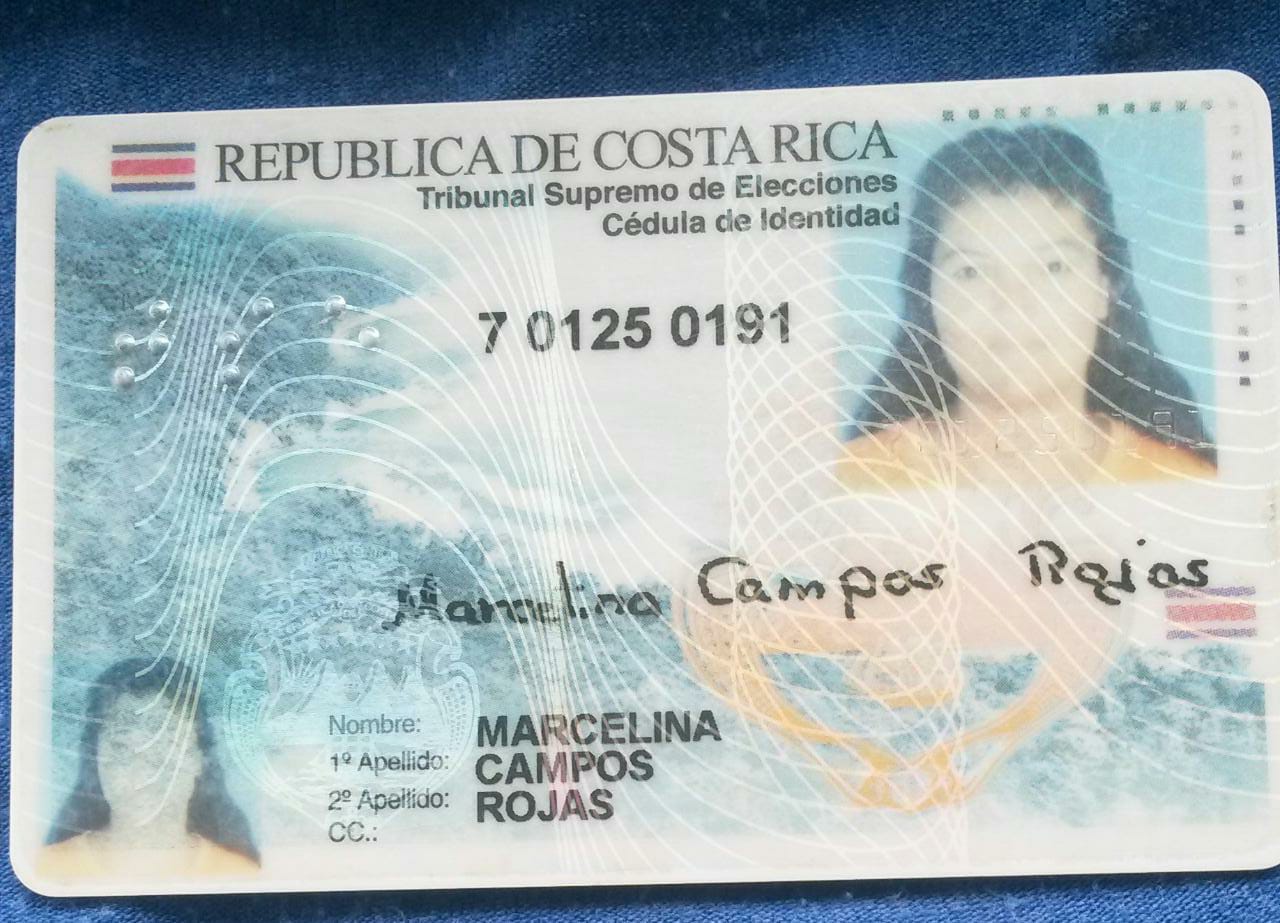 REPUBLICA DE COSTA RICA
Tribunal Supremo de Elecciones
Cédula de Identidad
7 0125 0191
Marcelina Campos Rojas
Nombre: MARCELINA
1º Apellido: CAMPOS
2º Apellido: ROJAS
CC.: